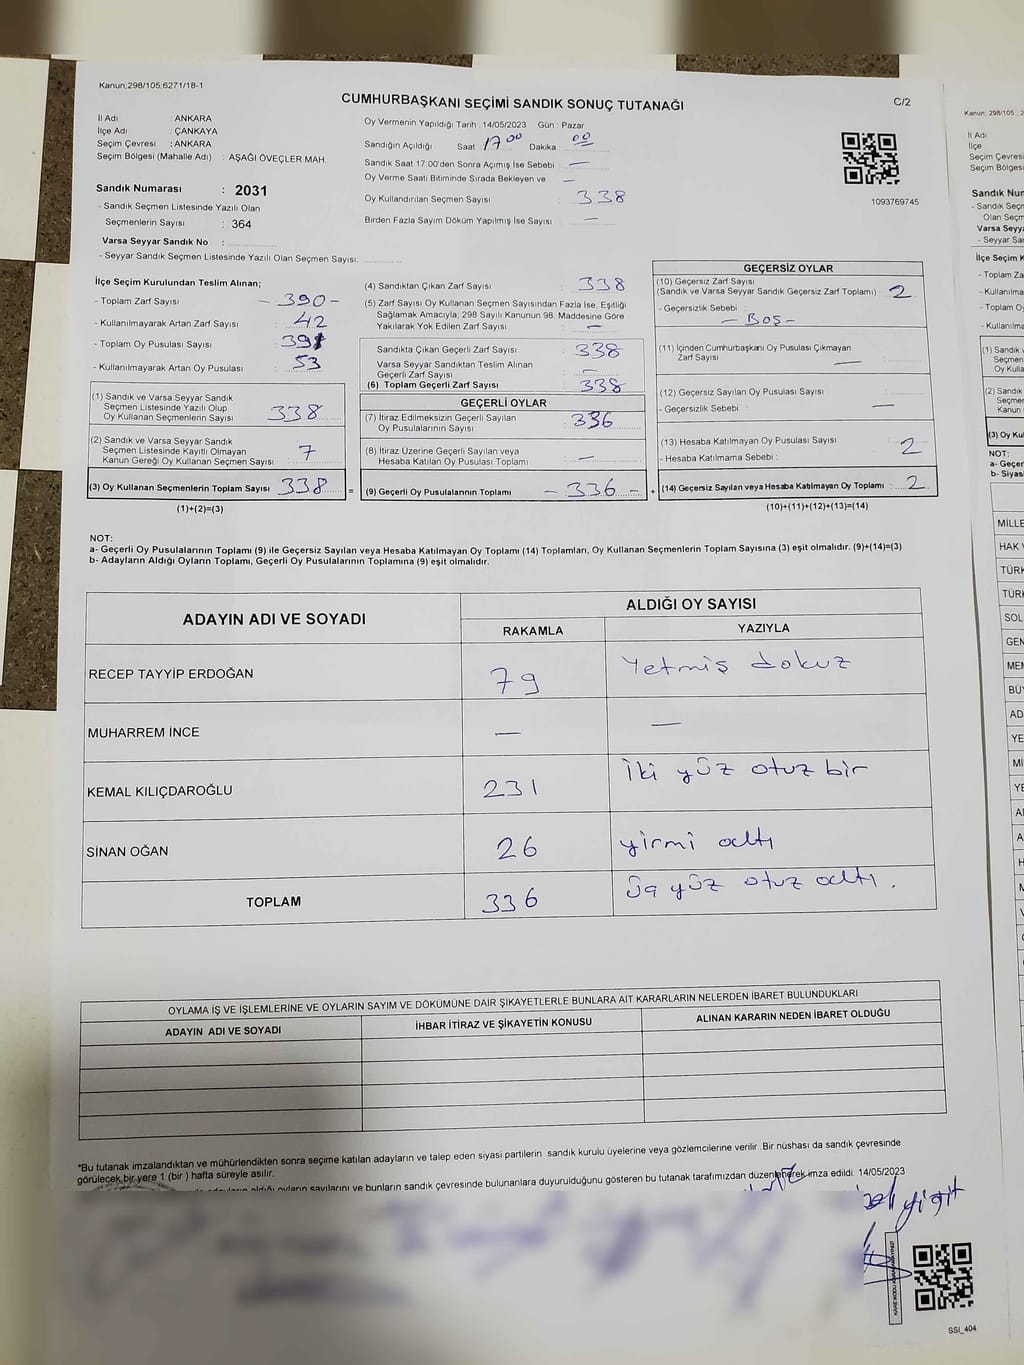 Kanun;298/105;6271/18-1
CUMHURBAŞKANI SEÇİMİ SANDIK SONUÇ TUTANAĞI
C/2
İl Adı : ANKARA
İlçe Adı : ÇANKAYA
Seçim Çevresi : ANKARA
Seçim Bölgesi (Mahalle Adı) : AŞAĞI ÖVEÇLER MAH.
Sandık Numarası : 2031
- Sandık Seçmen Listesinde Yazılı Olan
Seçmenlerin Sayısı : 364
Varsa Seyyar Sandık No :
- Seyyar Sandık Seçmen Listesinde Yazılı Olan Seçmen Sayısı:
Oy Vermenin Yapıldığı Tarih : 14/05/2023 Gün : Pazar
Sandığın Açıldığı Saat 17 00 Dakika : 00
Sandık Saat 17:00'den Sonra Açımış İse Sebebi : —
Oy Verme Saati Bitiminde Sırada Bekleyen ve —
Oy Kullandırılan Seçmen Sayısı : 338
Birden Fazla Sayım Döküm Yapılmış İse Sayısı : —
1093769745
İlçe Seçim Kurulundan Teslim Alınan;
- Toplam Zarf Sayısı - 390 -
- Kullanılmayarak Artan Zarf Sayısı : 42
- Toplam Oy Pusulası Sayısı : 391
- Kullanılmayarak Artan Oy Pusulası : 53
(1) Sandık ve Varsa Seyyar Sandık
Seçmen Listesinde Yazılı Olup
Oy Kullanan Seçmenlerin Sayısı : 338
(2) Sandık ve Varsa Seyyar Sandık
Seçmen Listesinde Kayıtlı Olmayan
Kanun Gereği Oy Kullanan Seçmen Sayısı : 7
(3) Oy Kullanan Seçmenlerin Toplam Sayısı : 338
(1)+(2)=(3)
(4) Sandıktan Çıkan Zarf Sayısı : 338
(5) Zarf Sayısı Oy Kullanan Seçmen Sayısından Fazla İse, Eşitliği
Sağlamak Amacıyla; 298 Sayılı Kanunun 98. Maddesine Göre
Yakılarak Yok Edilen Zarf Sayısı : —
Sandıkta Çıkan Geçerli Zarf Sayısı : 338
Varsa Seyyar Sandıktan Teslim Alınan
Geçerli Zarf Sayısı : —
(6) Toplam Geçerli Zarf Sayısı : 338
GEÇERLİ OYLAR
(7) İtiraz Edilmeksizin Geçerli Sayılan
Oy Pusulalarının Sayısı : 336
(8) İtiraz Üzerine Geçerli Sayılan veya
Hesaba Katılan Oy Pusulası Toplamı : —
= (9) Geçerli Oy Pusulalarının Toplamı - 336 - +
GEÇERSİZ OYLAR
(10) Geçersiz Zarf Sayısı
(Sandık ve Varsa Seyyar Sandık Geçersiz Zarf Toplamı) : 2
- Geçersizlik Sebebi :
- BOŞ -
(11) İçinden Cumhurbaşkanı Oy Pusulası Çıkmayan
Zarf Sayısı : —
(12) Geçersiz Sayılan Oy Pusulası Sayısı
- Geçersizlik Sebebi : —
(13) Hesaba Katılmayan Oy Pusulası Sayısı : 2
- Hesaba Katılmama Sebebi :
(14) Geçersiz Sayılan veya Hesaba Katılmayan Oy Toplamı : 2
(10)+(11)+(12)+(13)=(14)
NOT:
a- Geçerli Oy Pusulalarının Toplamı (9) ile Geçersiz Sayılan veya Hesaba Katılmayan Oy Toplamı (14) Toplamları, Oy Kullanan Seçmenlerin Toplam Sayısına (3) eşit olmalıdır. (9)+(14)=(3)
b- Adayların Aldığı Oyların Toplamı, Geçerli Oy Pusulalarının Toplamına (9) eşit olmalıdır.
ADAYIN ADI VE SOYADI
ALDIĞI OY SAYISI
RAKAMLA YAZIYLA
RECEP TAYYİP ERDOĞAN 79 Yetmiş dokuz
MUHARREM İNCE — —
KEMAL KILIÇDAROĞLU 231 İki yüz otuz bir
SİNAN OĞAN 26 yirmi altı
TOPLAM 336 üç yüz otuz altı.
OYLAMA İŞ VE İŞLEMLERİNE VE OYLARIN SAYIM VE DÖKÜMÜNE DAİR ŞİKAYETLERLE BUNLARA AİT KARARLARIN NELERDEN İBARET BULUNDUKLARI
ADAYIN ADI VE SOYADI İHBAR İTİRAZ VE ŞİKAYETİN KONUSU ALINAN KARARIN NEDEN İBARET OLDUĞU
*Bu tutanak imzalandıktan ve mühürlendikten sonra seçime katılan adayların ve talep eden siyasi partilerin sandık kurulu üyelerine veya gözlemcilerine verilir. Bir nüshası da sandık çevresinde
görülecek bir yere 1 (bir) hafta süreyle asılır.
adayların aldığı oyların sayılarını ve bunların sandık çevresinde bulunanlara duyurulduğunu gösteren bu tutanak tarafımızdan düzenlenerek imza edildi. 14/05/2023
yiğit
SSİ_404
Kanun; 298/105
İl Adı
İlçe
Seçim Çevresi
Seçim Bölgesi
Sandık Nu
- Sandık Seç
Olan Seçm
Varsa Seyya
- Seyyar Sa
İlçe Seçim K
- Toplam Za
- Kullanılma
- Toplam O
- Kullanılma
(1) Sandık v
Seçmen
(2) Sandık
Seçmen
Kanun
(3) Oy Ku
NOT:
a- Geçer
b- Siyas
MİLLE
HAK
TÜRK
TÜR
SOL
GEN
MEM
BÜY
AD
YE
Mİ
YE